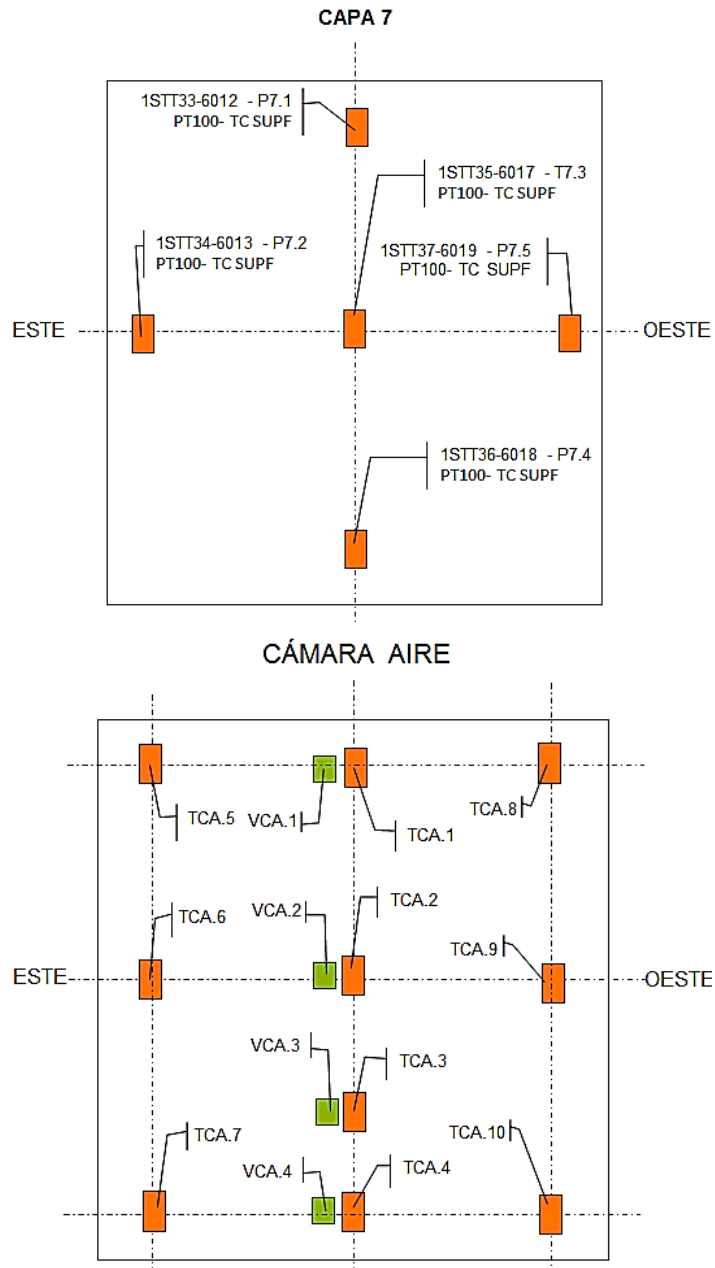 CAPA 7
1STT33-6012 - P7.1
PT100- TC SUPF
1STT35-6017 - T7.3
PT100- TC SUPF
1STT34-6013 - P7.2
PT100- TC SUPF
1STT37-6019 - P7.5
PT100- TC SUPF
ESTE
OESTE
1STT36-6018 - P7.4
PT100- TC SUPF
CÁMARA AIRE
TCA.5
VCA.1
TCA.1
TCA.8
TCA.6
VCA.2
TCA.2
TCA.9
ESTE
OESTE
VCA.3
TCA.3
TCA.7
TCA.10
VCA.4
TCA.4